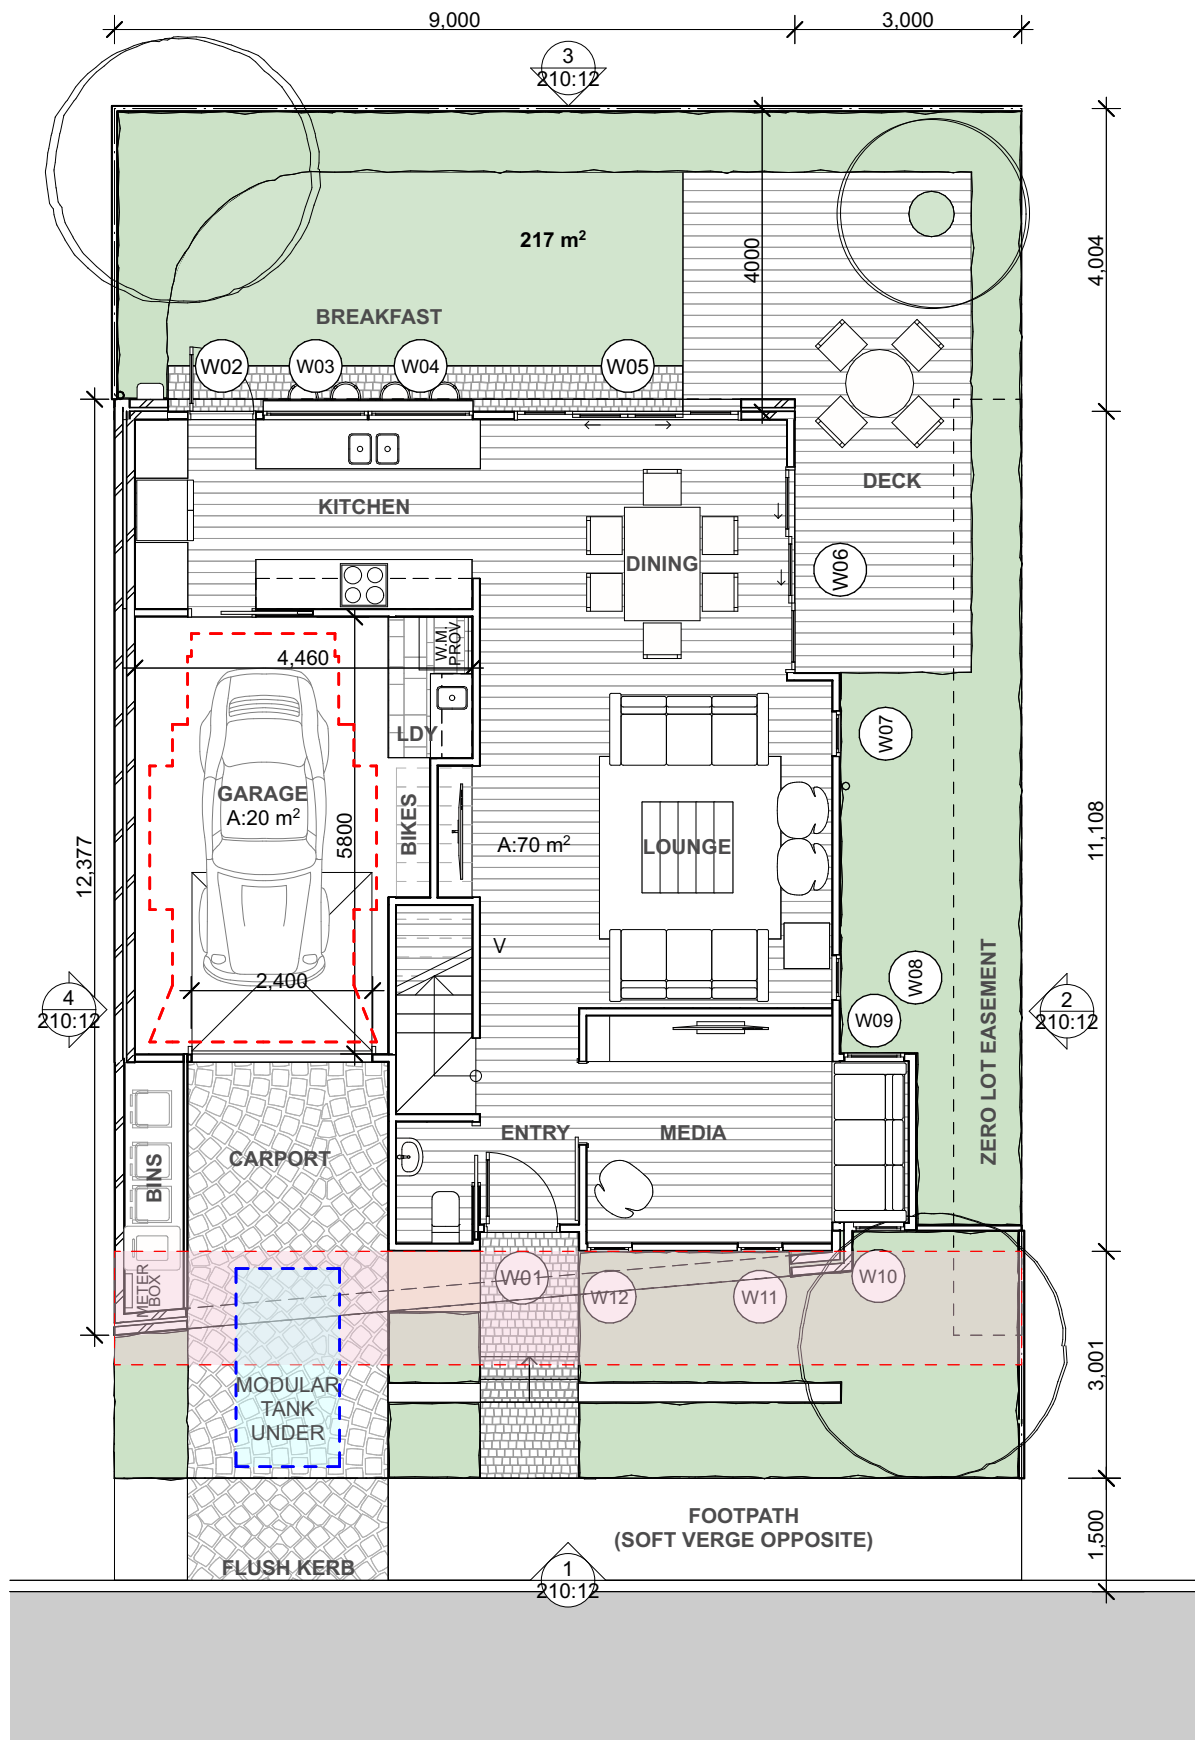 9,000
3,000
3
210:12
217 m²
4000
4,004
BREAKFAST
W02
W03
W04
W05
DECK
KITCHEN
DINING
W06
W.M.
PROV
4,460
LDY
W07
GARAGE
A:20 m²
5800
BIKES
A:70 m²
LOUNGE
12,377
11,108
V
2,400
W08
W09
ZERO LOT EASEMENT
4
210:12
2
210:12
ENTRY
MEDIA
CARPORT
BINS
METER
BOX
W01
W12
W11
W10
MODULAR
TANK
UNDER
3,001
FOOTPATH
(SOFT VERGE OPPOSITE)
1,500
FLUSH KERB
1
210:12